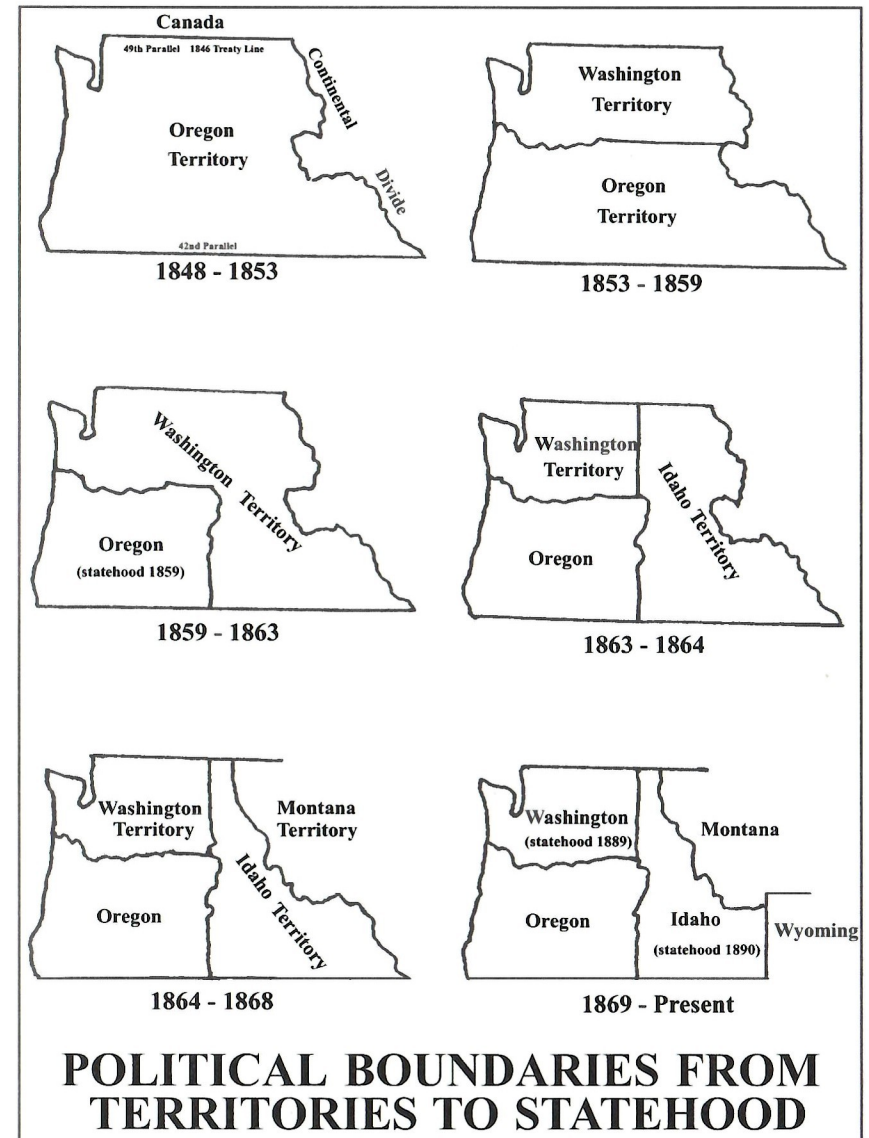 Canada
49th Parallel 1846 Treaty Line
Continental
Divide
Oregon
Territory
42nd Parallel
1848 - 1853
Washington
Territory
Oregon
Territory
1853 - 1859
Washington Territory
Oregon
(statehood 1859)
1859 - 1863
Washington
Territory
Idaho Territory
Oregon
1863 - 1864
Washington
Territory
Montana
Territory
Idaho Territory
Oregon
1864 - 1868
Washington
(statehood 1889)
Montana
Oregon
Idaho
(statehood 1890)
Wyoming
1869 - Present
POLITICAL BOUNDARIES FROM
TERRITORIES TO STATEHOOD